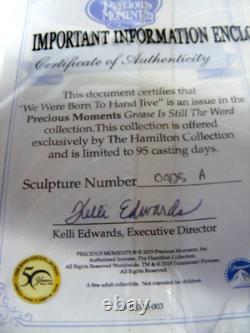 PRECIOUS
MOMENTS
IMPORTANT INFORMATION ENCLO
Certificate of Authenticity
This document certifies that
"We Were Born To Hand Jive" is an issue in the
Precious Moments Grease Is Still The Word
collection. This collection is offered
exclusively by The Hamilton Collection
and is limited to 95 casting days.
Sculpture Number A
Kelli Edwards
Kelli Edwards, Executive Director
PRECIOUS MOMENTS ® © 2019 Precious Moments, Inc.
Authorized licensee, The Hamilton Collection. All Rights
Reserved Worldwide. TM & © 2019 Paramount Pictures.
All Rights Reserved.
A fine adult collectible, not intended for children.
50
-003